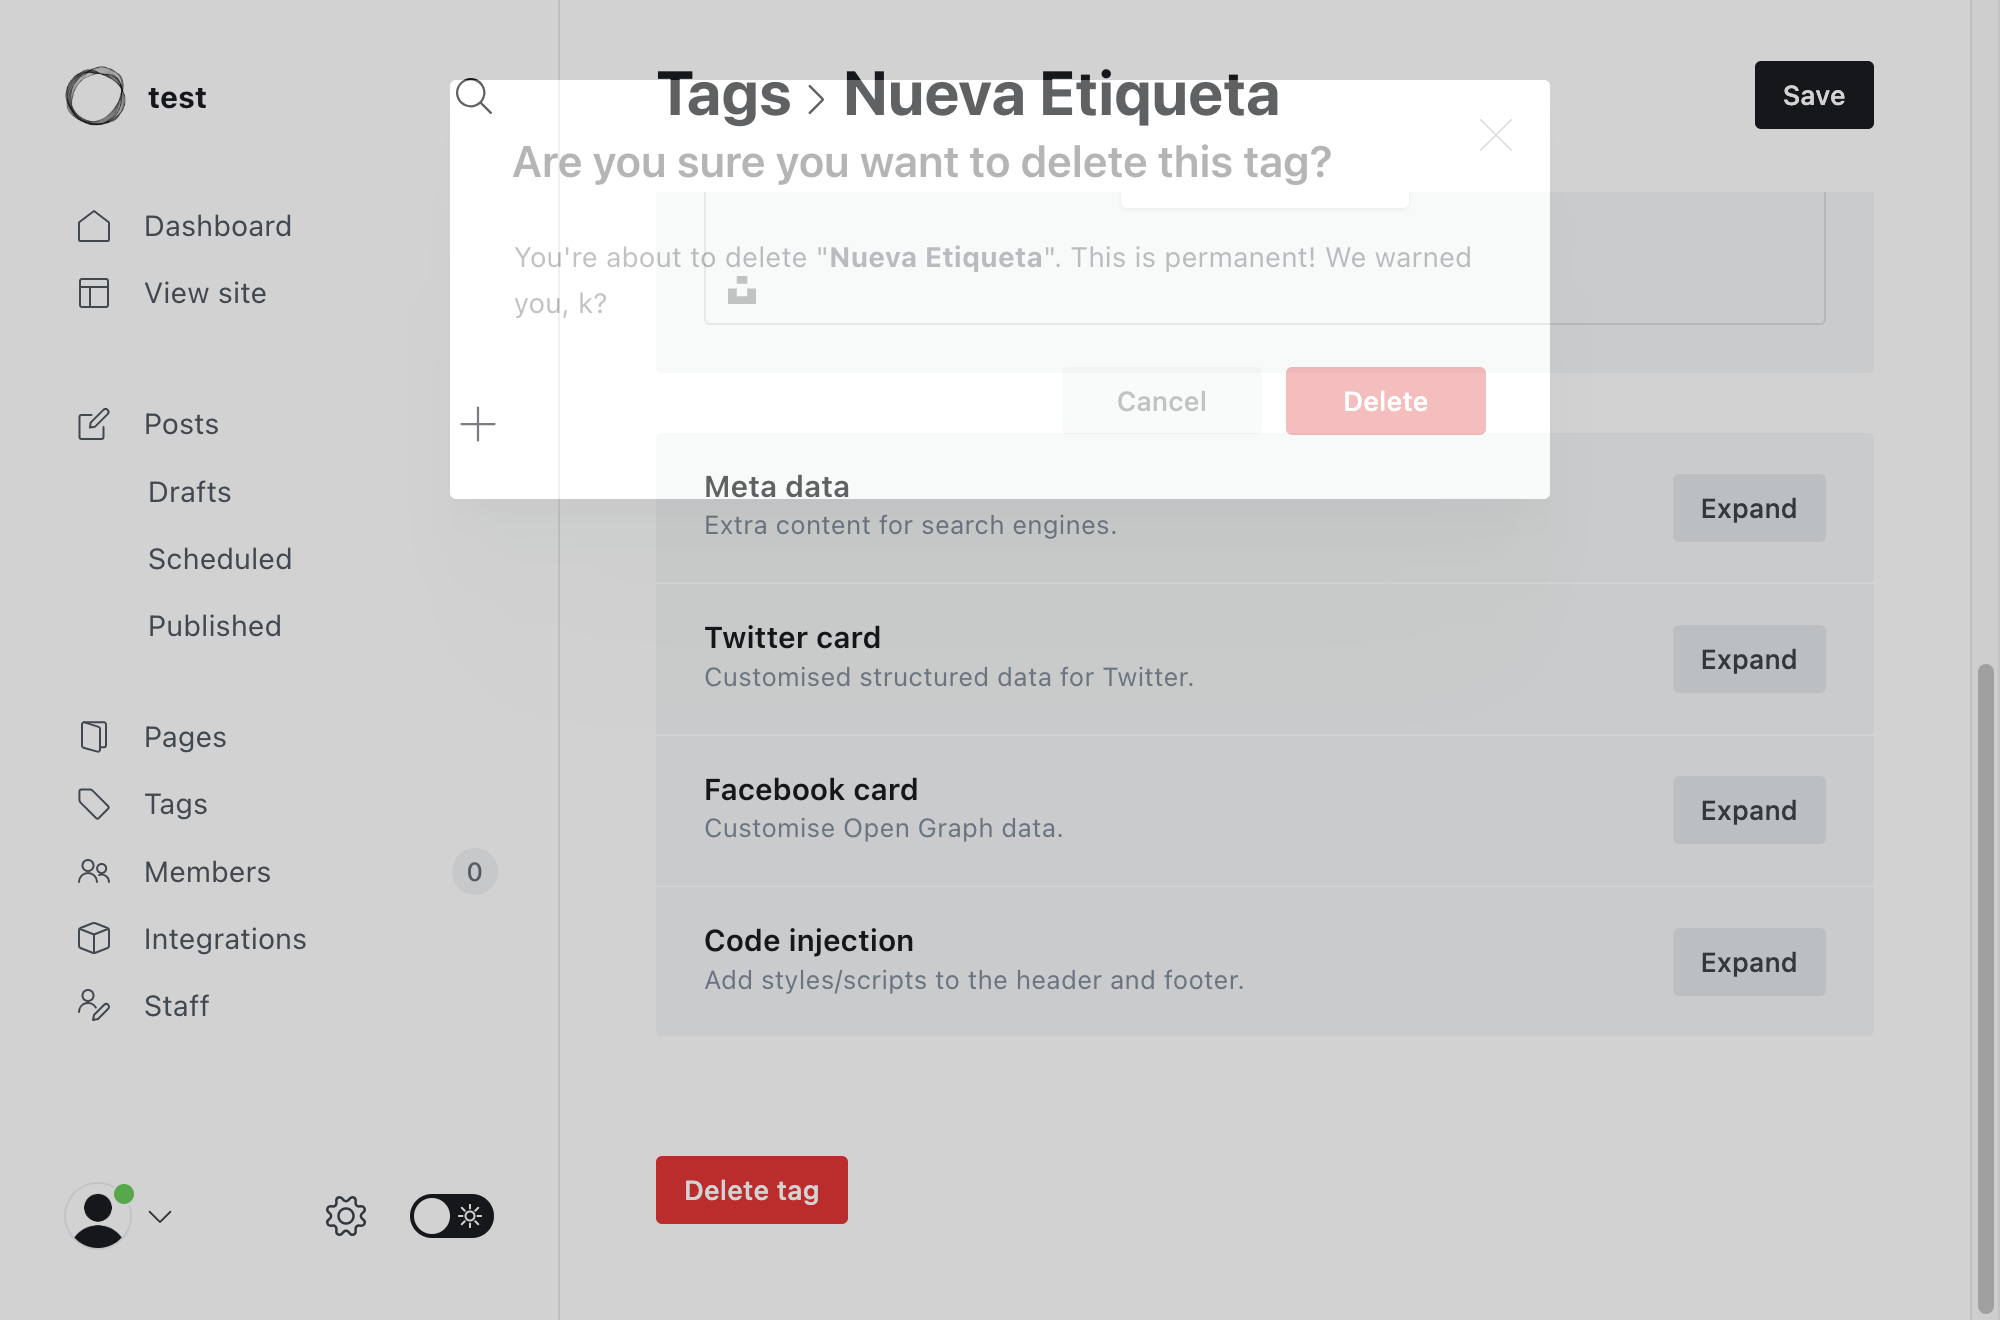 test
Dashboard
View site
Posts
Drafts
Scheduled
Published
Pages
Tags
Members
0
Integrations
Staff
Tags > Nueva Etiqueta
Save
Are you sure you want to delete this tag?
You're about to delete "Nueva Etiqueta". This is permanent! We warned
you, k?
Cancel
Delete
Meta data
Extra content for search engines.
Expand
Twitter card
Customised structured data for Twitter.
Expand
Facebook card
Customise Open Graph data.
Expand
Code injection
Add styles/scripts to the header and footer.
Expand
Delete tag